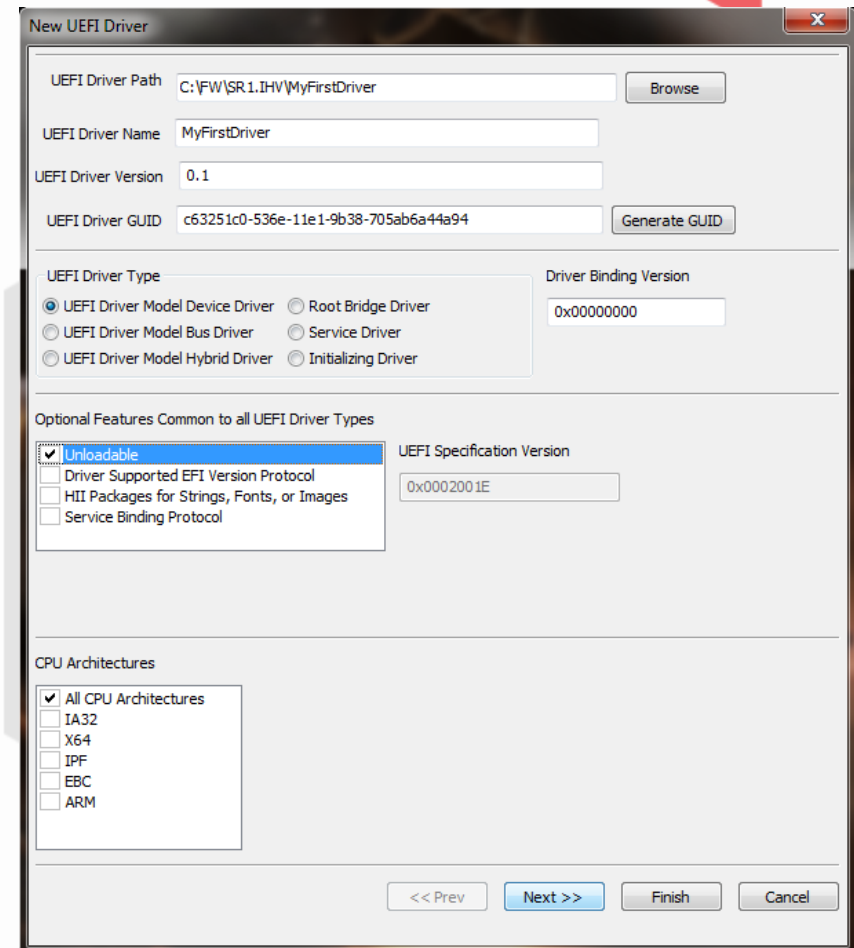 New UEFI Driver
UEFI Driver Path C:\FW\SR1.IHV\MyFirstDriver Browse
UEFI Driver Name MyFirstDriver
UEFI Driver Version 0.1
UEFI Driver GUID c63251c0-536e-11e1-9b38-705ab6a44a94 Generate GUID
UEFI Driver Type Driver Binding Version
UEFI Driver Model Device Driver Root Bridge Driver 0x00000000
UEFI Driver Model Bus Driver Service Driver
UEFI Driver Model Hybrid Driver Initializing Driver
Optional Features Common to all UEFI Driver Types
Unloadable UEFI Specification Version
Driver Supported EFI Version Protocol
HII Packages for Strings, Fonts, or Images 0x0002001E
Service Binding Protocol
CPU Architectures
All CPU Architectures
IA32
X64
IPF
EBC
ARM
<< Prev Next >> Finish Cancel